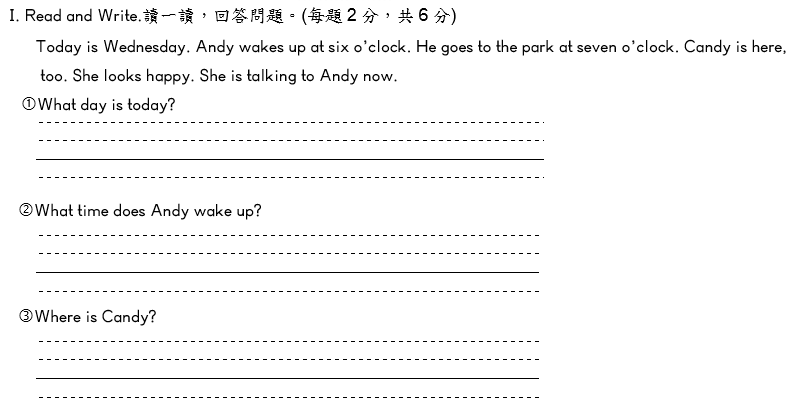 I. Read and Write.讀一讀，回答問題。(每題 2 分，共 6 分)
Today is Wednesday. Andy wakes up at six o’clock. He goes to the park at seven o’clock. Candy is here,
too. She looks happy. She is talking to Andy now.
①What day is today?
②What time does Andy wake up?
③Where is Candy?